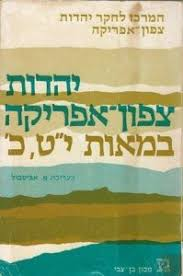 המרכז לחקר יהדות
צפון-אפריקה
יהדות
צפון-אפריקה
במאות י"ט, כ'
בעריכת מ. אביטבול
מכון בן-צבי